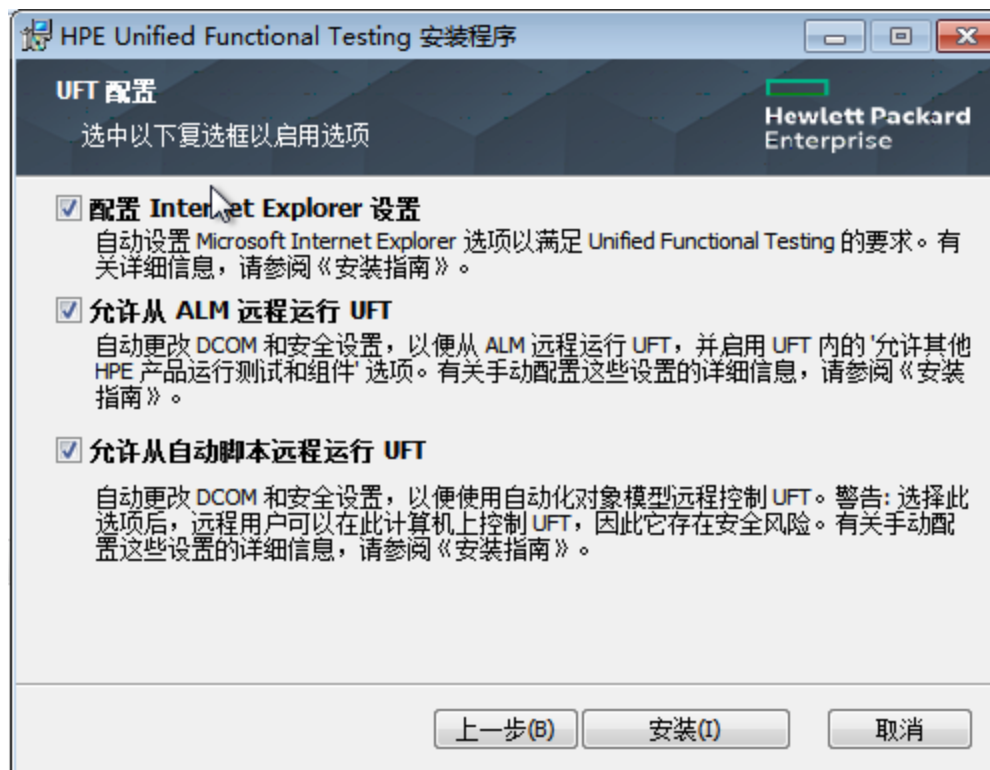 HPE Unified Functional Testing 安装程序
UFT 配置
选中以下复选框以启用选项
Hewlett Packard
Enterprise
配置 Internet Explorer 设置
自动设置 Microsoft Internet Explorer 选项以满足 Unified Functional Testing 的要求。有
关详细信息，请参阅《安装指南》。
允许从 ALM 远程运行 UFT
自动更改 DCOM 和安全设置，以便从 ALM 远程运行 UFT，并启用 UFT 内的 '允许其他
HPE 产品运行测试和组件' 选项。有关手动配置这些设置的详细信息，请参阅《安装
指南》。
允许从自动脚本远程运行 UFT
自动更改 DCOM 和安全设置，以便使用自动化对象模型远程控制 UFT。警告: 选择此
选项后，远程用户可以在此计算机上控制 UFT，因此它存在安全风险。有关手动配
置这些设置的详细信息，请参阅《安装指南》。
上一步(B)
安装(I)
取消